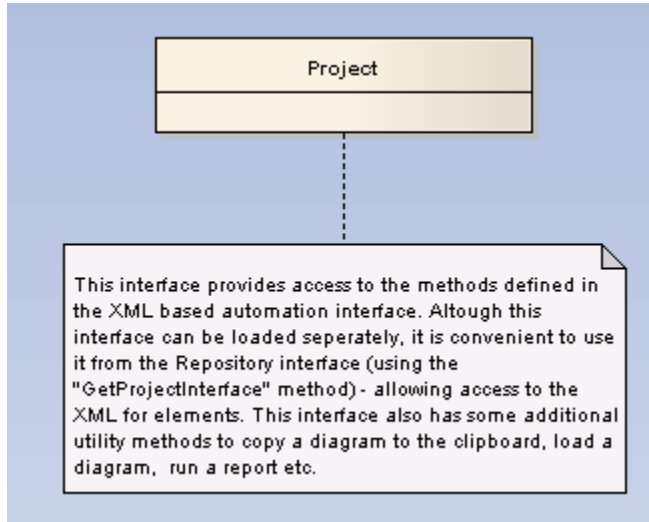 Project
This interface provides access to the methods defined in
the XML based automation interface. Altough this
interface can be loaded seperately, it is convenient to use
it from the Repository interface (using the
"GetProjectInterface" method) - allowing access to the
XML for elements. This interface also has some additional
utility methods to copy a diagram to the clipboard, load a
diagram,  run a report etc.